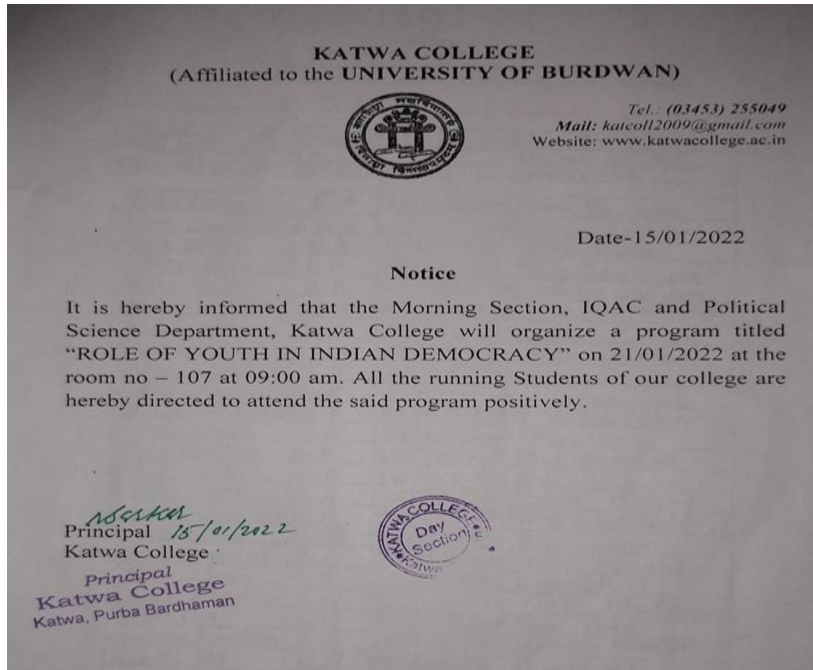 KATWA COLLEGE
(Affiliated to the UNIVERSITY OF BURDWAN)
Tel.: (03453) 255049
Mail: katcoll2009@gmail.com
Website: www.katwacollege.ac.in
Date-15/01/2022
Notice
It is hereby informed that the Morning Section, IQAC and Political
Science Department, Katwa College will organize a program titled
“ROLE OF YOUTH IN INDIAN DEMOCRACY” on 21/01/2022 at the
room no – 107 at 09:00 am. All the running Students of our college are
hereby directed to attend the said program positively.
Principal 15/01/2022
Katwa College
Principal
Katwa College
Katwa, Purba Bardhaman
KATWA COLLEGE
Day
Section
Katwa